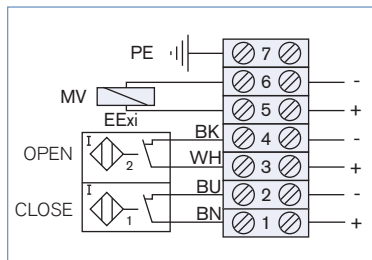 PE 7
6 -
MV 5 +
EExi
I BK 4 -
OPEN 2 WH 3 +
I BU 2 -
CLOSE 1 BN 1 +